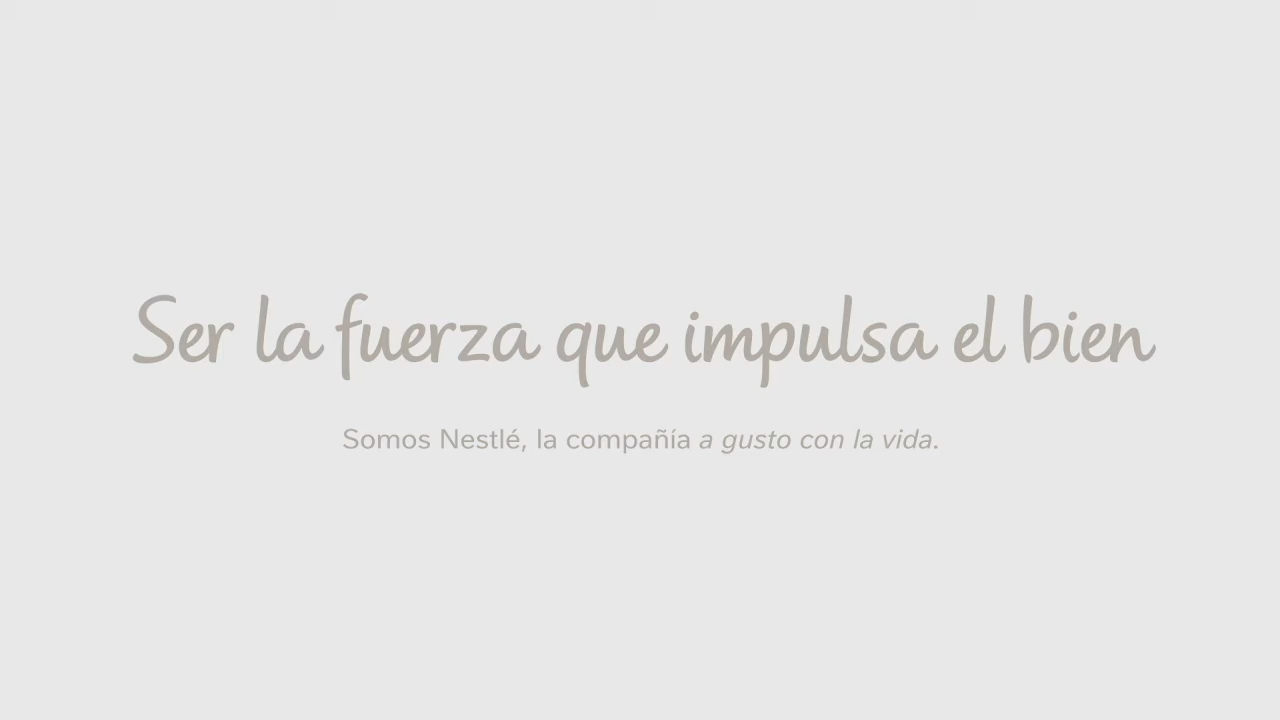 Ser la fuerza que impulsa el bien
Somos Nestlé, la compañía a gusto con la vida.